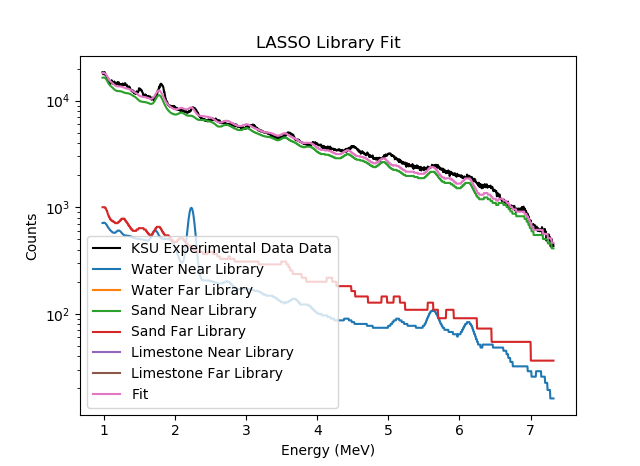 LASSO Library Fit
10^4
10^3
10^2
Counts
KSU Experimental Data Data
Water Near Library
Water Far Library
Sand Near Library
Sand Far Library
Limestone Near Library
Limestone Far Library
Fit
1 2 3 4 5 6 7
Energy (MeV)